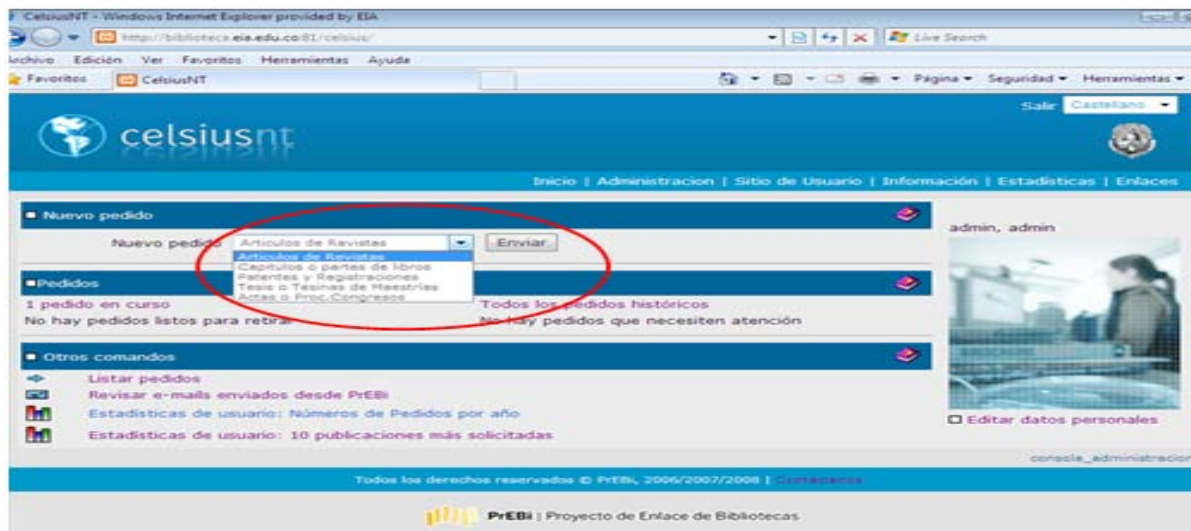 CelsiusNT - Windows Internet Explorer provided by EIA
http://biblioteca.eia.edu.co:81/celsius/
Live Search
Archivo Edición Ver Favoritos Herramientas Ayuda
Favoritos CelsiusNT Página Seguridad Herramientas
Salir Castellano
celsiusnt
Inicio | Administracion | Sitio de Usuario | Información | Estadísticas | Enlaces
Nuevo pedido
admin, admin
Nuevo pedido Articulos de Revistas Enviar
Articulos de Revistas
Capitulos o partes de libros
Patentes y Registraciones
Tesis o Tesinas de Maestrías
Actas o Proc.Congresos
Pedidos
1 pedido en curso Todos los pedidos históricos
No hay pedidos listos para retirar No hay pedidos que necesiten atención
Otros comandos
Listar pedidos
Revisar e-mails enviados desde PrEBi
Estadísticas de usuario: Números de Pedidos por año
Editar datos personales
Estadísticas de usuario: 10 publicaciones más solicitadas
consola_administracion
Todos los derechos reservados © PrEBi, 2006/2007/2008 |
PrEBi | Proyecto de Enlace de Bibliotecas